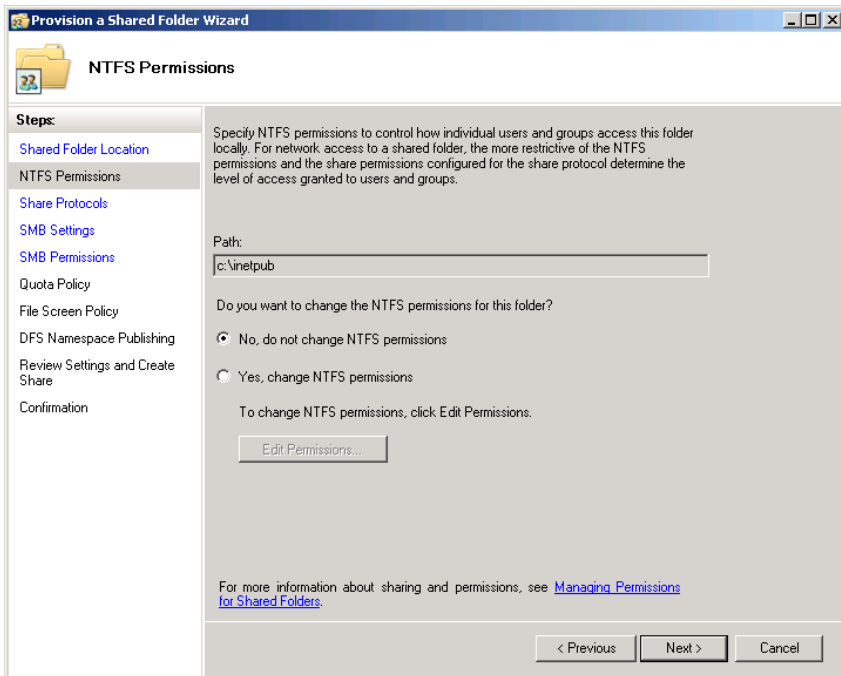 Provision a Shared Folder Wizard
NTFS Permissions
Steps:
Shared Folder Location
NTFS Permissions
Share Protocols
SMB Settings
SMB Permissions
Quota Policy
File Screen Policy
DFS Namespace Publishing
Review Settings and Create
Share
Confirmation
Specify NTFS permissions to control how individual users and groups access this folder
locally. For network access to a shared folder, the more restrictive of the NTFS
permissions and the share permissions configured for the share protocol determine the
level of access granted to users and groups.
Path:
c:\inetpub
Do you want to change the NTFS permissions for this folder?
No, do not change NTFS permissions
Yes, change NTFS permissions
To change NTFS permissions, click Edit Permissions.
Edit Permissions...
For more information about sharing and permissions, see Managing Permissions
for Shared Folders.
< Previous
Next >
Cancel